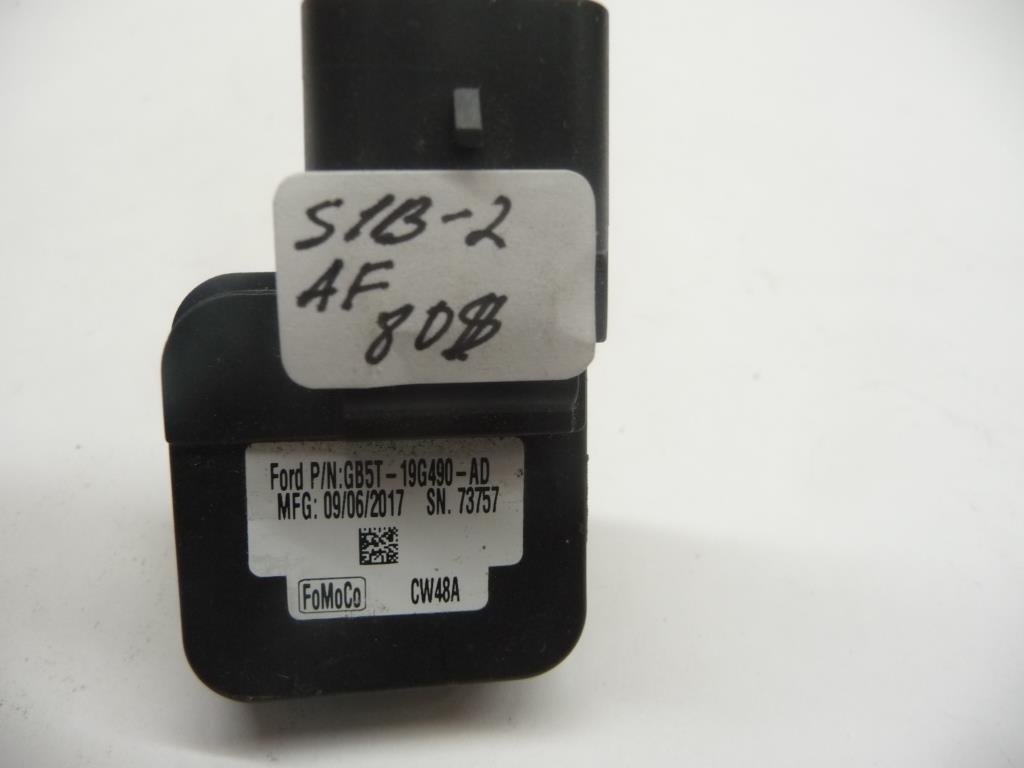 S1B-2
AF
80$
Ford P/N:GB5T-19G490-AD
MFG: 09/06/2017 SN. 73757
FoMoCo CW48A